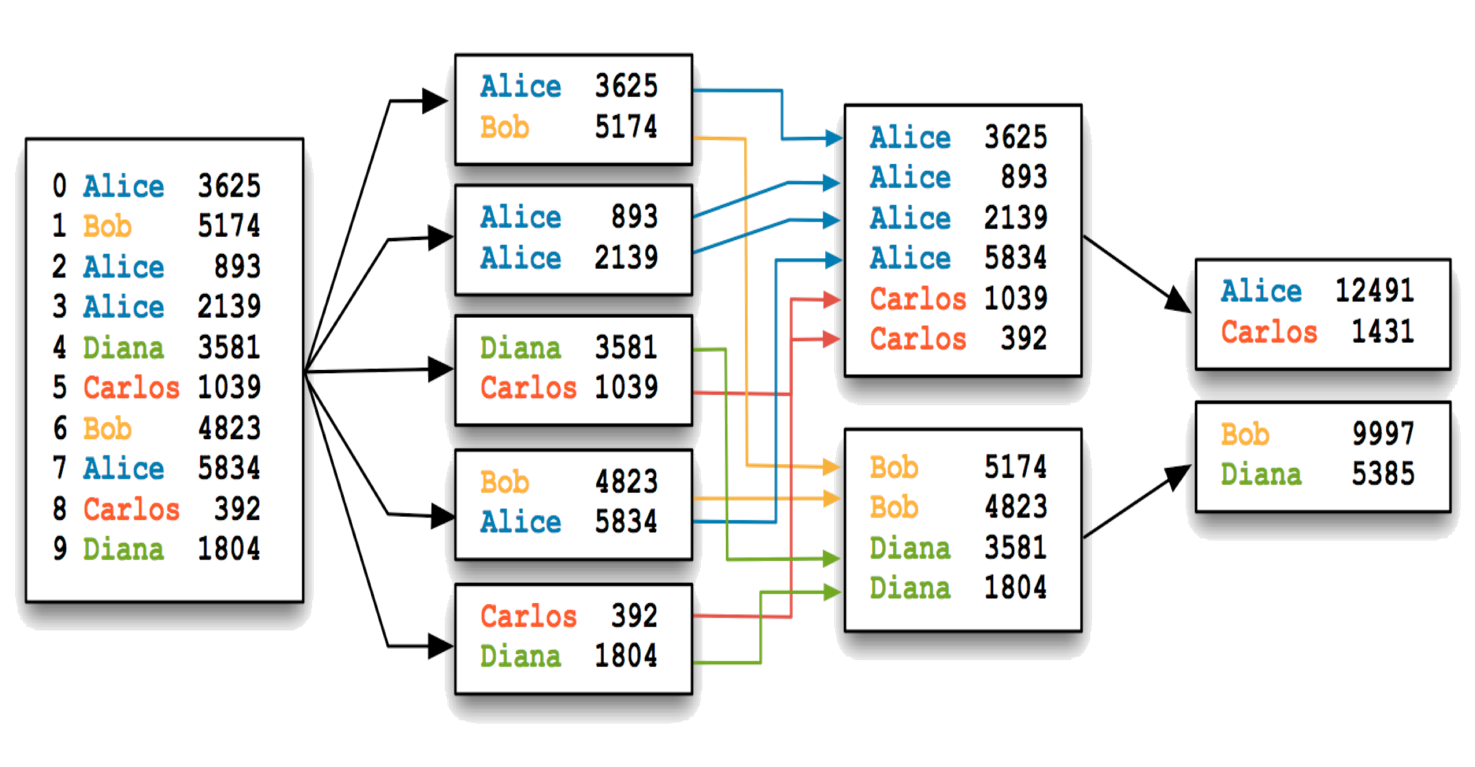 0 Alice 3625
1 Bob 5174
2 Alice 893
3 Alice 2139
4 Diana 3581
5 Carlos 1039
6 Bob 4823
7 Alice 5834
8 Carlos 392
9 Diana 1804
Alice 3625
Bob 5174
Alice 893
Alice 2139
Diana 3581
Carlos 1039
Bob 4823
Alice 5834
Carlos 392
Diana 1804
Alice 3625
Alice 893
Alice 2139
Alice 5834
Carlos 1039
Carlos 392
Bob 5174
Bob 4823
Diana 3581
Diana 1804
Alice 12491
Carlos 1431
Bob 9997
Diana 5385